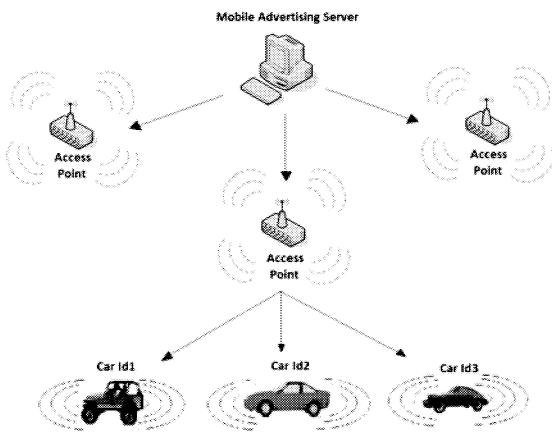 Mobile Advertising Server
Access
Point
Access
Point
Access
Point
Car Id1
Car Id2
Car Id3